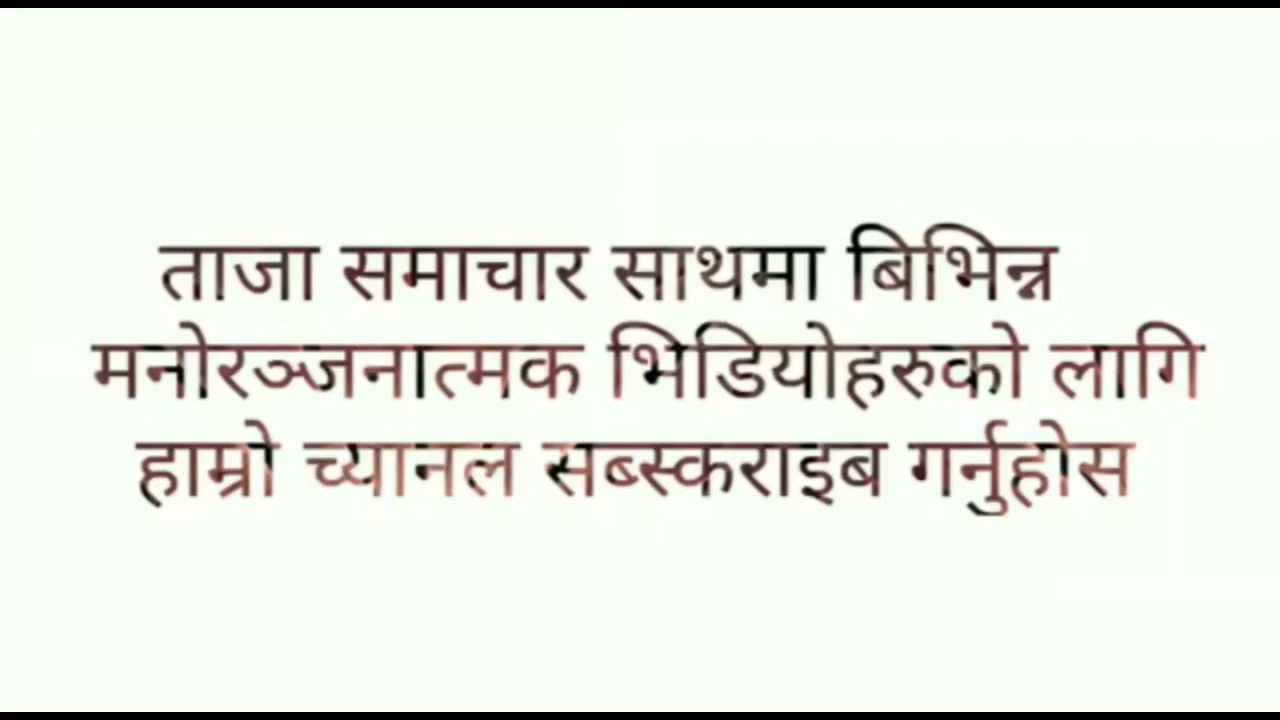 ताजा समाचार साथमा बिभिन्न
मनोरञ्जनात्मक भिडियोहरुको लागि
हाम्रो च्यानल सब्स्कराइब गर्नुहोस